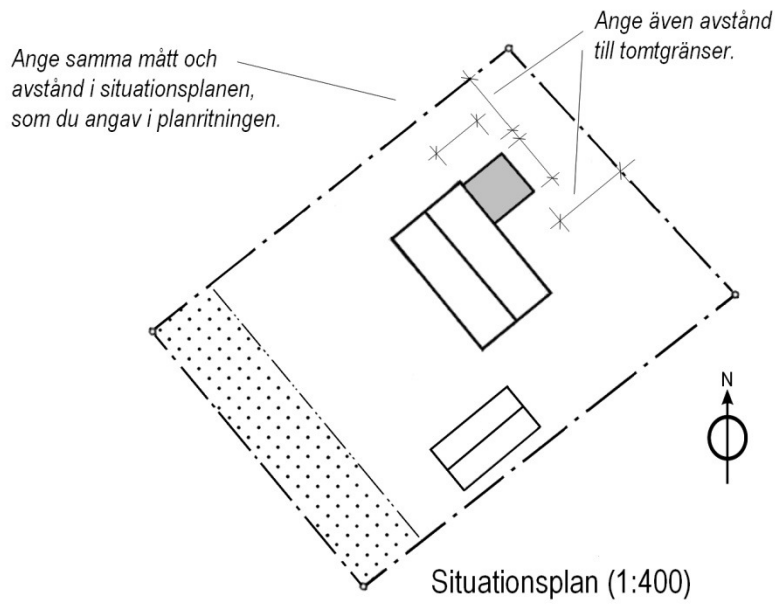 Ange samma mått och
avstånd i situationsplanen,
som du angav i planritningen.
Ange även avstånd
till tomtgränser.
N
Situationsplan (1:400)